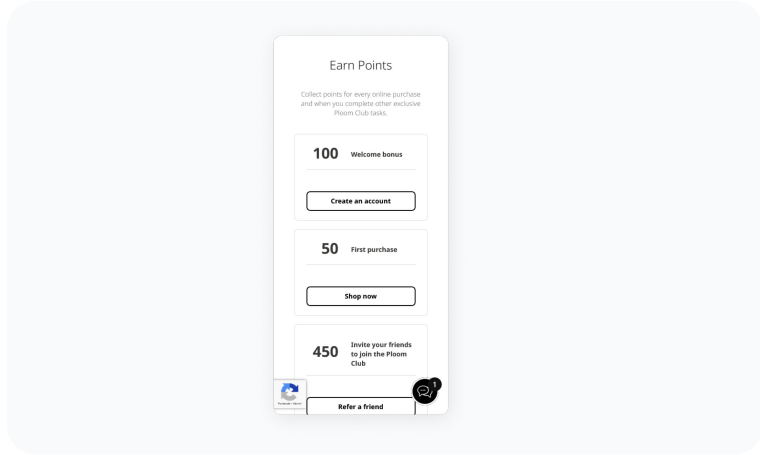 Earn Points
Collect points for every online purchase
and when you complete other exclusive
Ploom Club tasks.
100 Welcome bonus
Create an account
50 First purchase
Shop now
450 Invite your friends
to join the Ploom
Club
1
Refer a friend